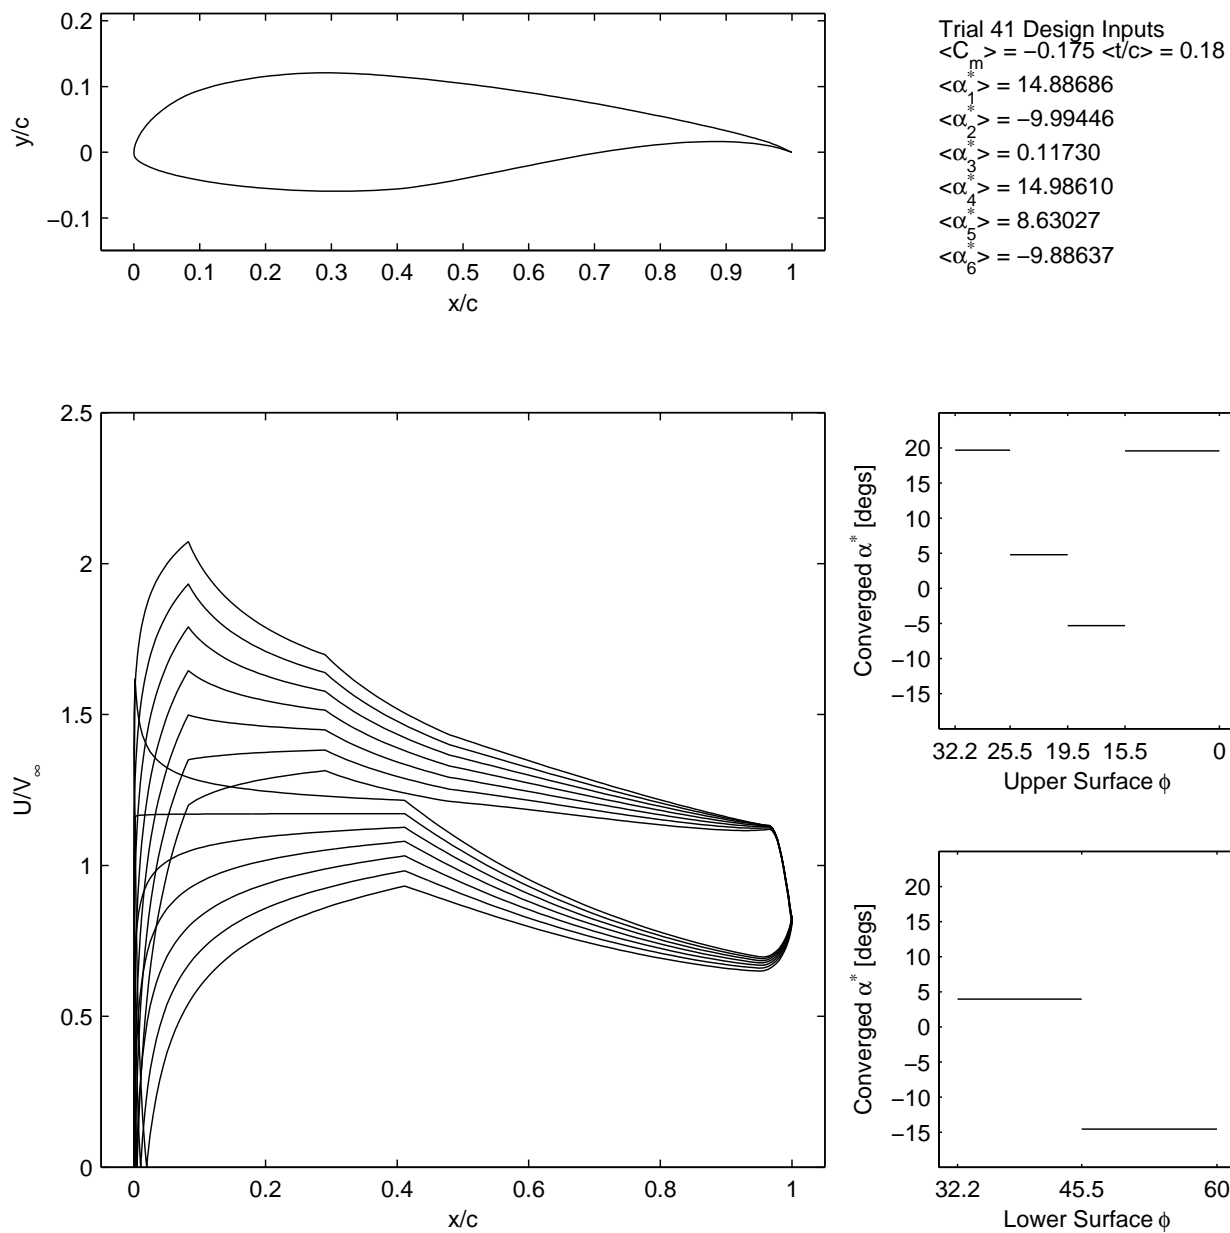 0.2
0.1
0
−0.1
y/c
0 0.1 0.2 0.3 0.4 0.5 0.6 0.7 0.8 0.9 1
x/c
Trial 41 Design Inputs
<C_m> = −0.175 <t/c> = 0.18
<α*_1> = 14.88686
<α*_2> = −9.99446
<α*_3> = 0.11730
<α*_4> = 14.98610
<α*_5> = 8.63027
<α*_6> = −9.88637
2.5
2
1.5
1
0.5
0
U/V_∞
0 0.2 0.4 0.6 0.8 1
x/c
20
15
10
5
0
−5
−10
−15
Converged α* [degs]
32.2 25.5 19.5 15.5 0
Upper Surface ϕ
20
15
10
5
0
−5
−10
−15
Converged α* [degs]
32.2 45.5 60
Lower Surface ϕ